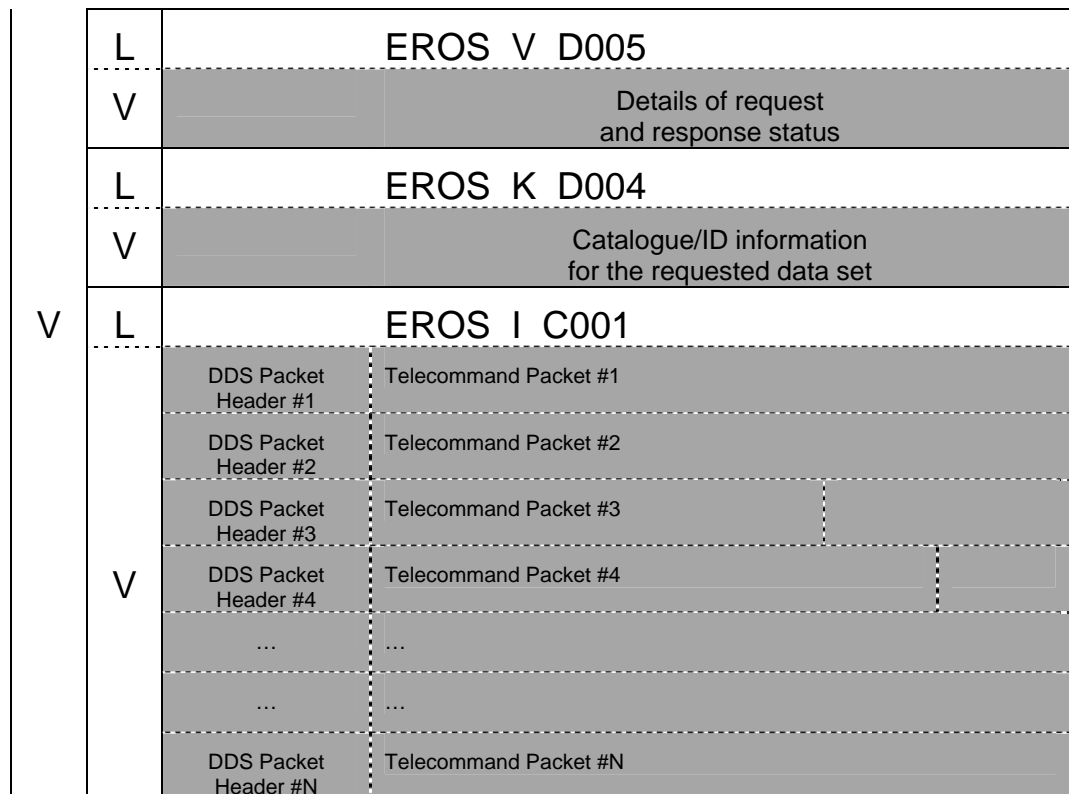 L EROS V D005
V Details of request
and response status
L EROS K D004
V Catalogue/ID information
for the requested data set
V L EROS I C001
DDS Packet Telecommand Packet #1
Header #1
DDS Packet Telecommand Packet #2
Header #2
DDS Packet Telecommand Packet #3
Header #3
V DDS Packet Telecommand Packet #4
Header #4
… …
… …
DDS Packet Telecommand Packet #N
Header #N